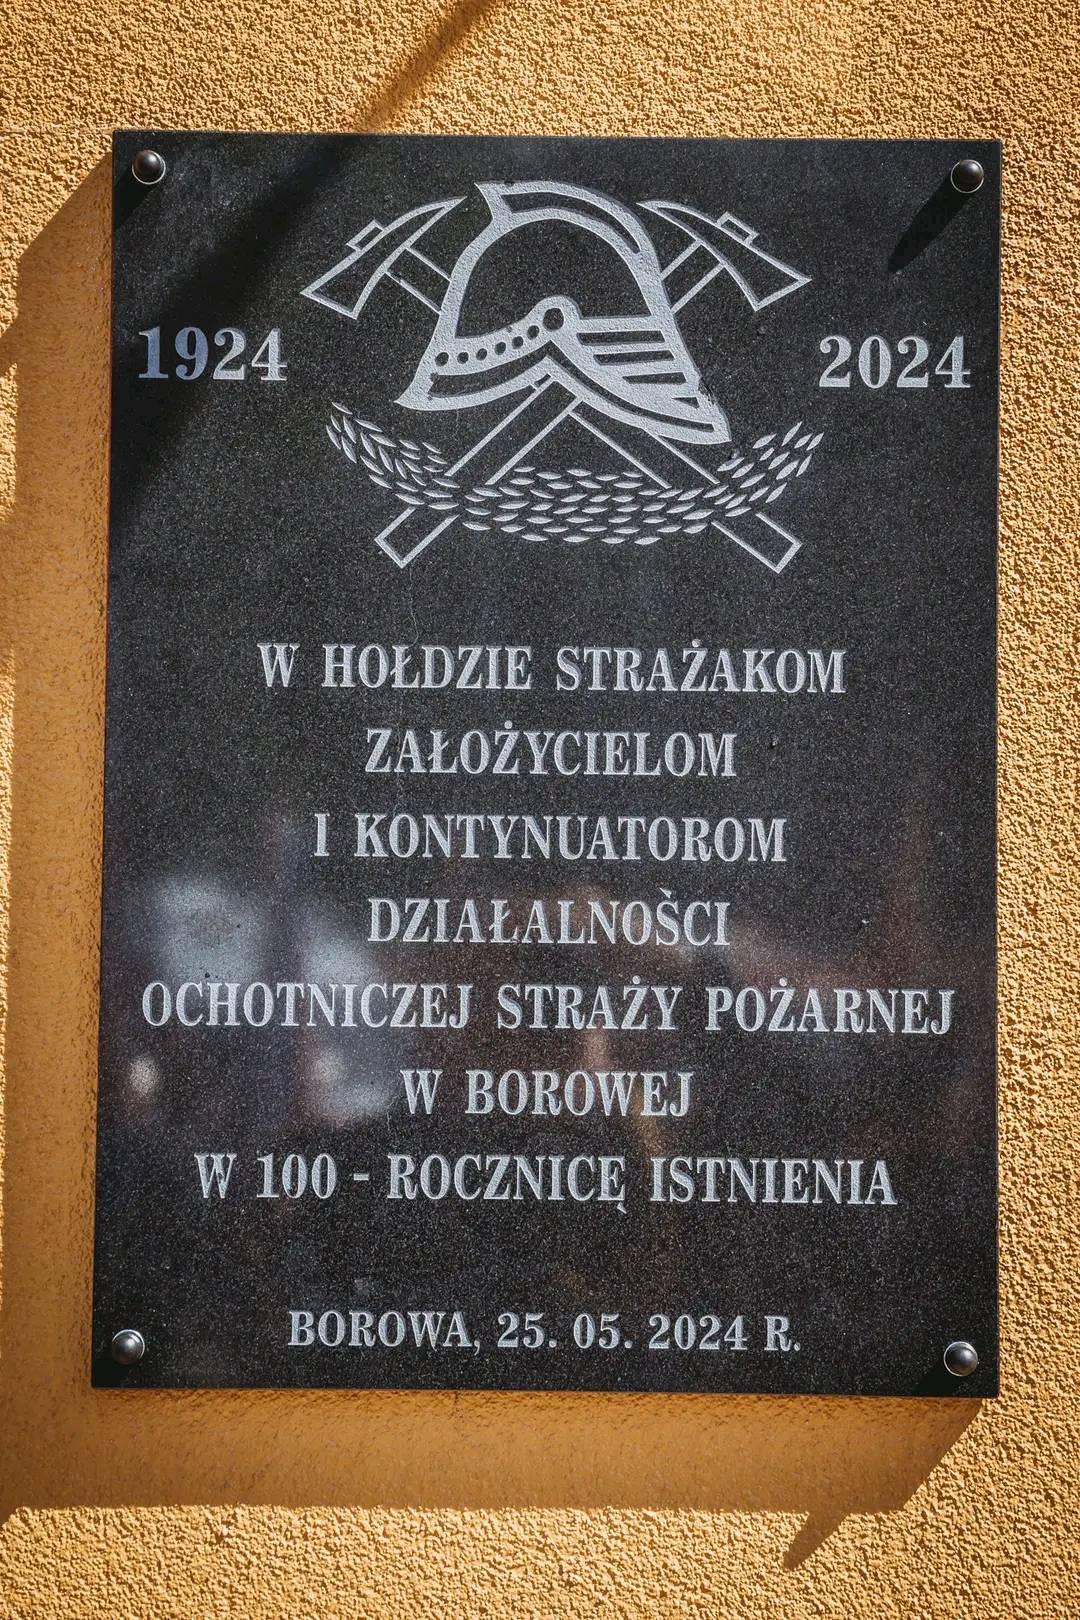 1924
2024
W HOŁDZIE STRAŻAKOM
ZAŁOŻYCIELOM
I KONTYNUATOROM
DZIAŁALNOŚCI
OCHOTNICZEJ STRAŻY POŻARNEJ
W BOROWEJ
W 100 - ROCZNICĘ ISTNIENIA
BOROWA, 25. 05. 2024 R.